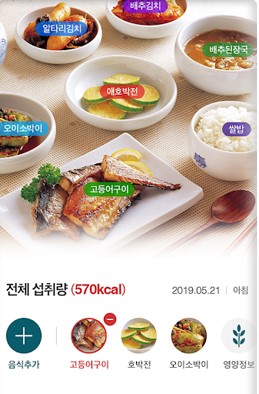 배추김치
알타리김치
배추된장국
애호박전
오이소박이
쌀밥
고등어구이
전체 섭취량 (570kcal)
2019.05.21 | 아침
음식추가
고등어구이
호박전
오이소박이
영양정보